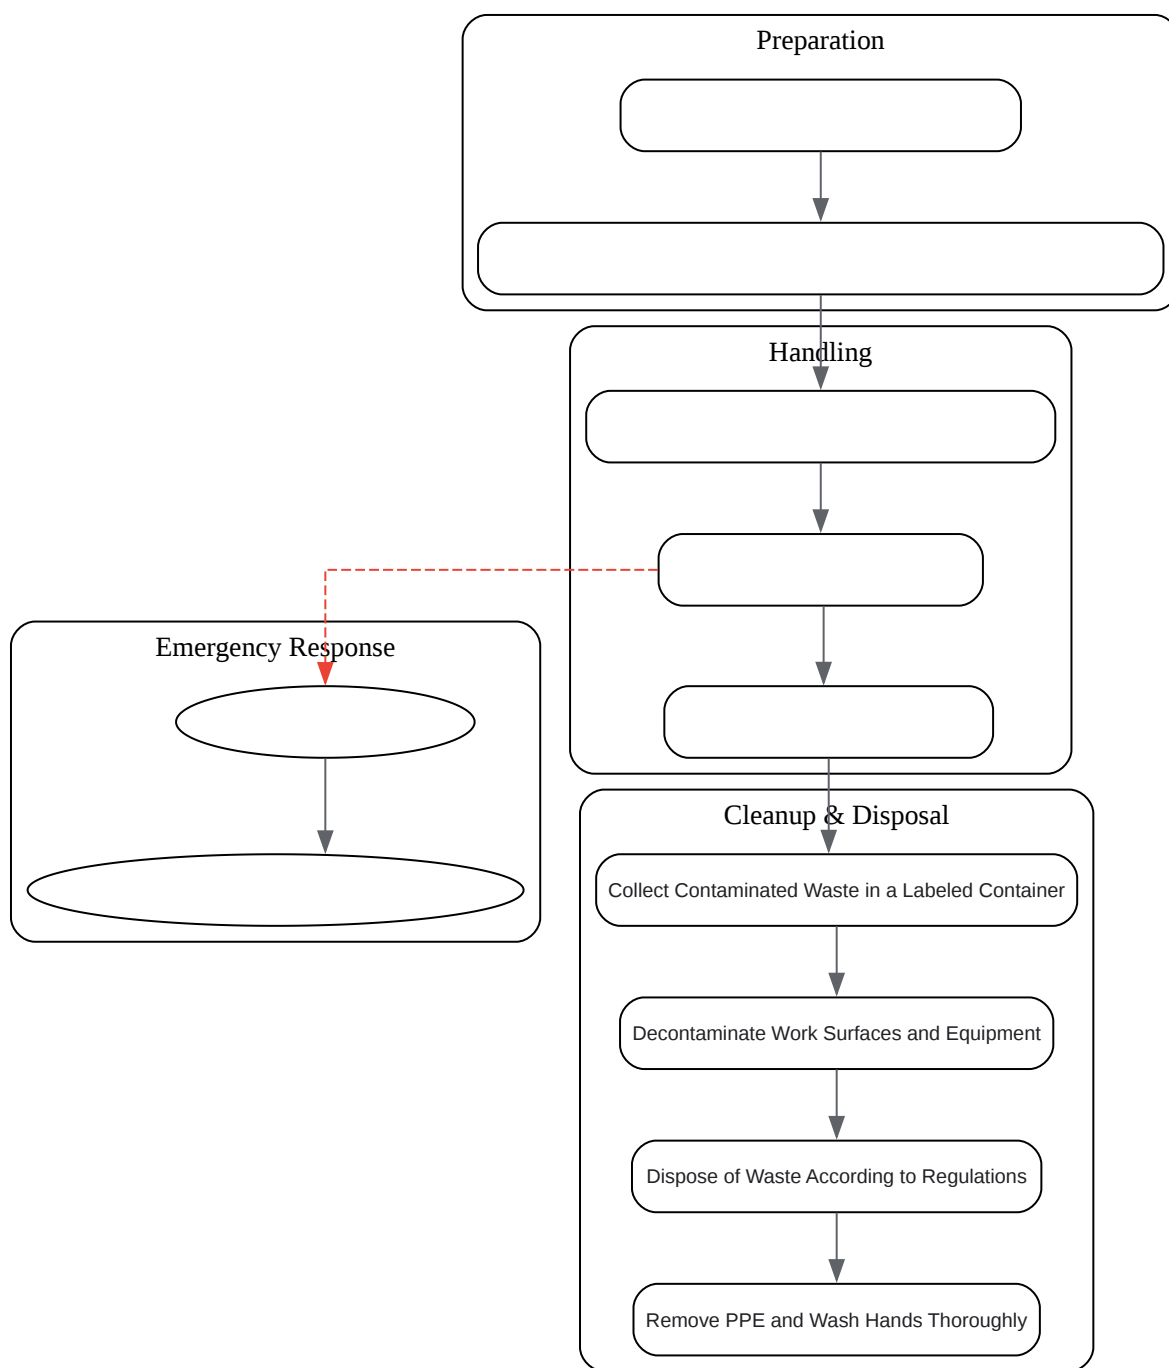 Preparation
Handling
Emergency Response
Cleanup & Disposal
Collect Contaminated Waste in a Labeled Container
Decontaminate Work Surfaces and Equipment
Dispose of Waste According to Regulations
Remove PPE and Wash Hands Thoroughly